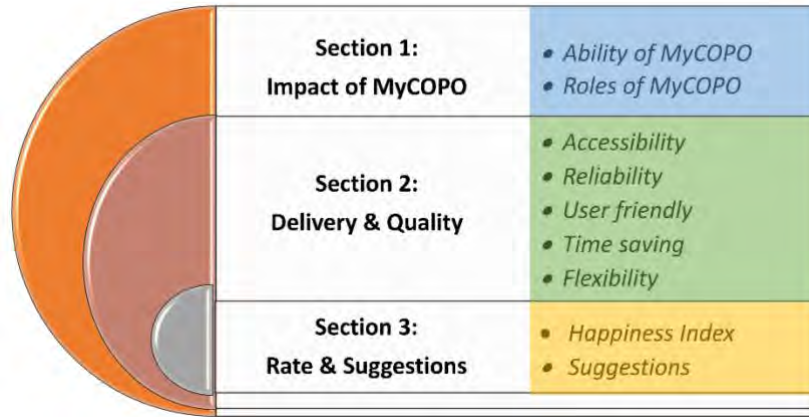 Section 1:
Impact of MyCOPO
• Ability of MyCOPO
• Roles of MyCOPO
Section 2:
Delivery & Quality
• Accessibility
• Reliability
• User friendly
• Time saving
• Flexibility
Section 3:
Rate & Suggestions
• Happiness Index
• Suggestions